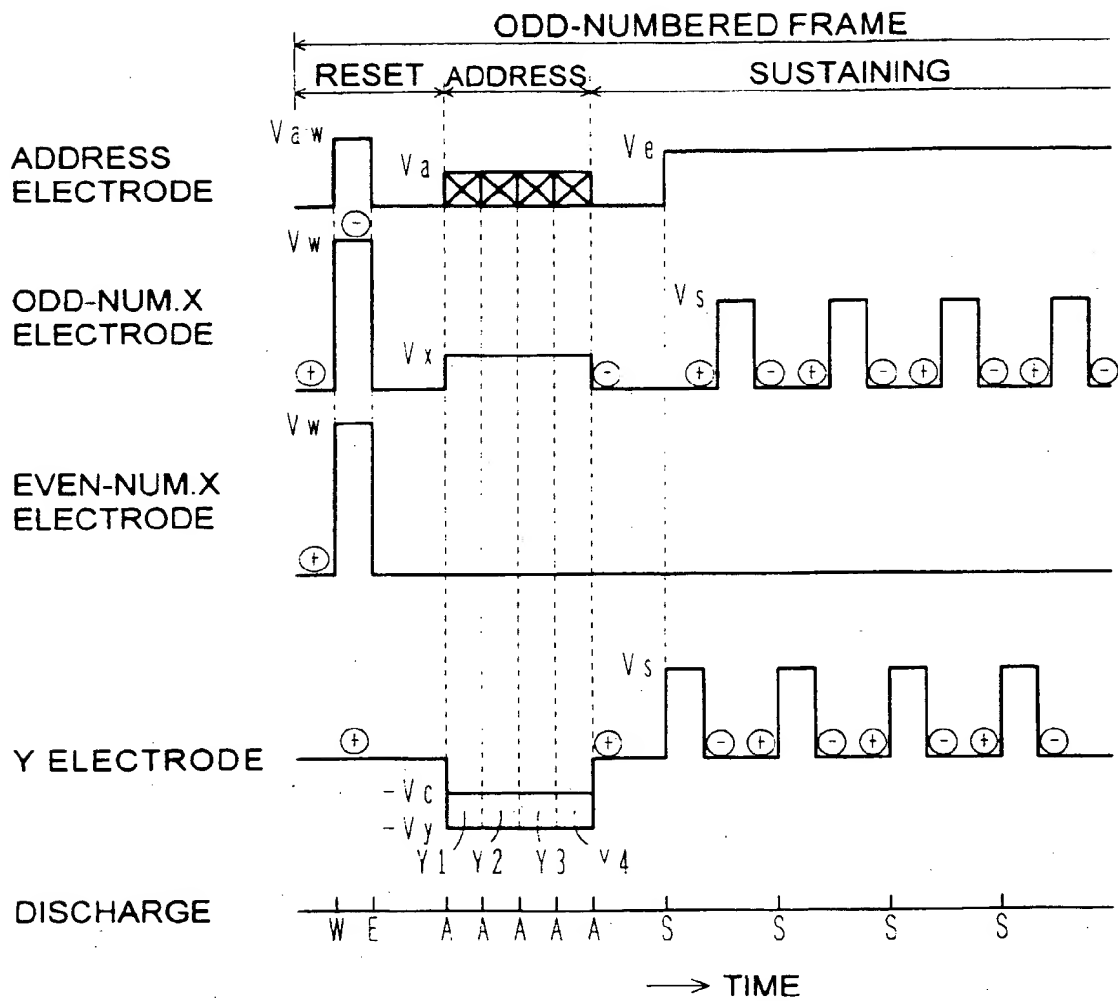 ODD-NUMBERED FRAME
RESET ADDRESS SUSTAINING
Vaw
ADDRESS
ELECTRODE
Va
Ve
-
Vw
ODD-NUM.X
ELECTRODE
Vs
Vx
+ - + - + - + - + -
Vw
EVEN-NUM.X
ELECTRODE
+
Vs
Y ELECTRODE
+ + - + - + - + -
-Vc
-Vy
Y1 Y2 Y3 Y4
DISCHARGE
W E A A A A A S S S S
→ TIME